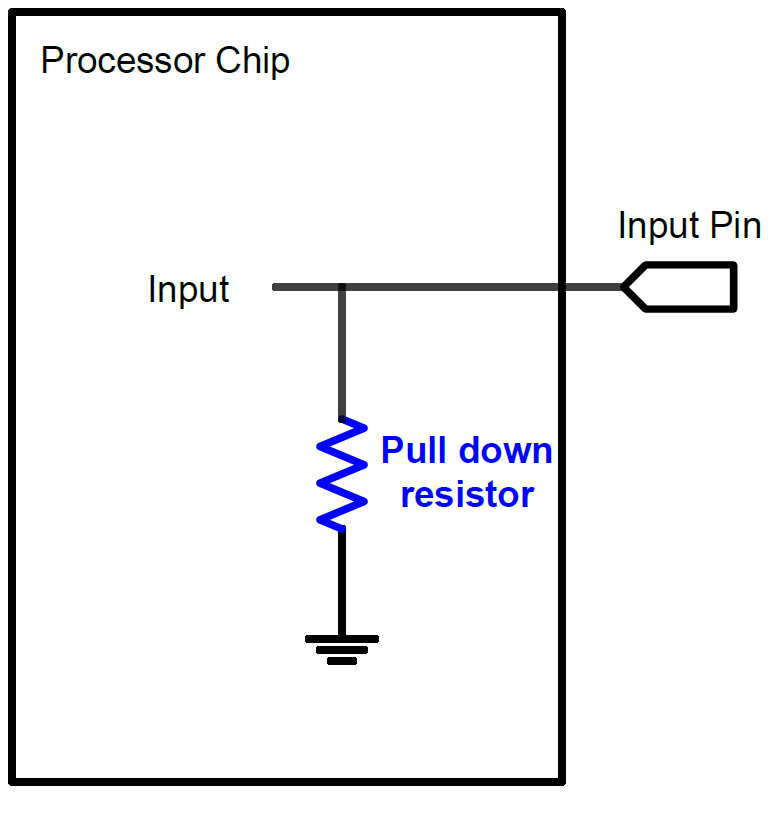 Processor Chip
Input Pin
Input
Pull down
resistor